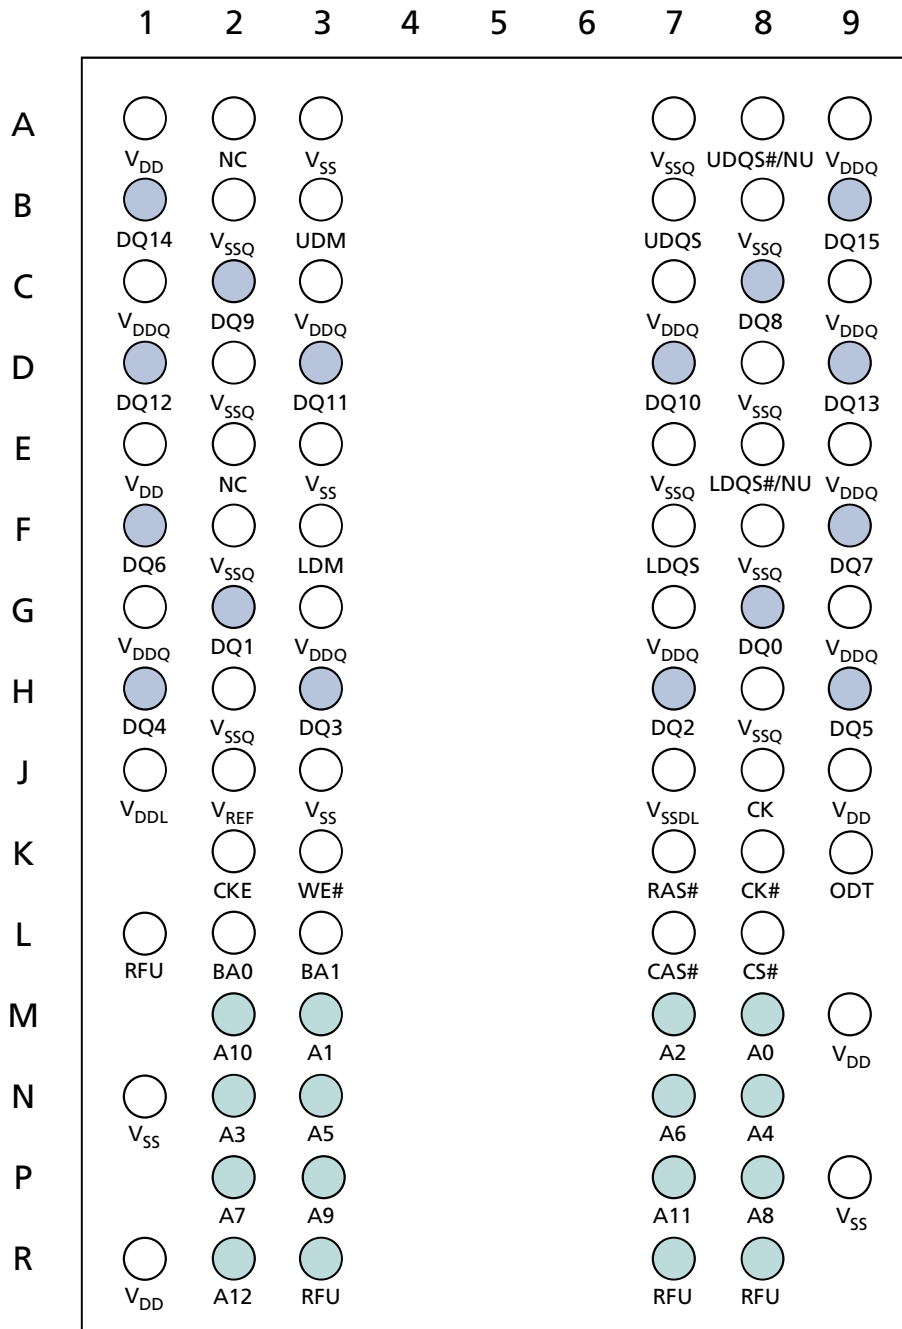 1 2 3 4 5 6 7 8 9
A
VDD NC VSS VSSQ UDQS#/NU VDDQ
B
DQ14 VSSQ UDM UDQS VSSQ DQ15
C
VDDQ DQ9 VDDQ VDDQ DQ8 VDDQ
D
DQ12 VSSQ DQ11 DQ10 VSSQ DQ13
E
VDD NC VSS VSSQ LDQS#/NU VDDQ
F
DQ6 VSSQ LDM LDQS VSSQ DQ7
G
VDDQ DQ1 VDDQ VDDQ DQ0 VDDQ
H
DQ4 VSSQ DQ3 DQ2 VSSQ DQ5
J
VDDL VREF VSS VSSDL CK VDD
K
CKE WE# RAS# CK# ODT
L
RFU BA0 BA1 CAS# CS#
M
A10 A1 A2 A0 VDD
N
VSS A3 A5 A6 A4
P
A7 A9 A11 A8 VSS
R
VDD A12 RFU RFU RFU